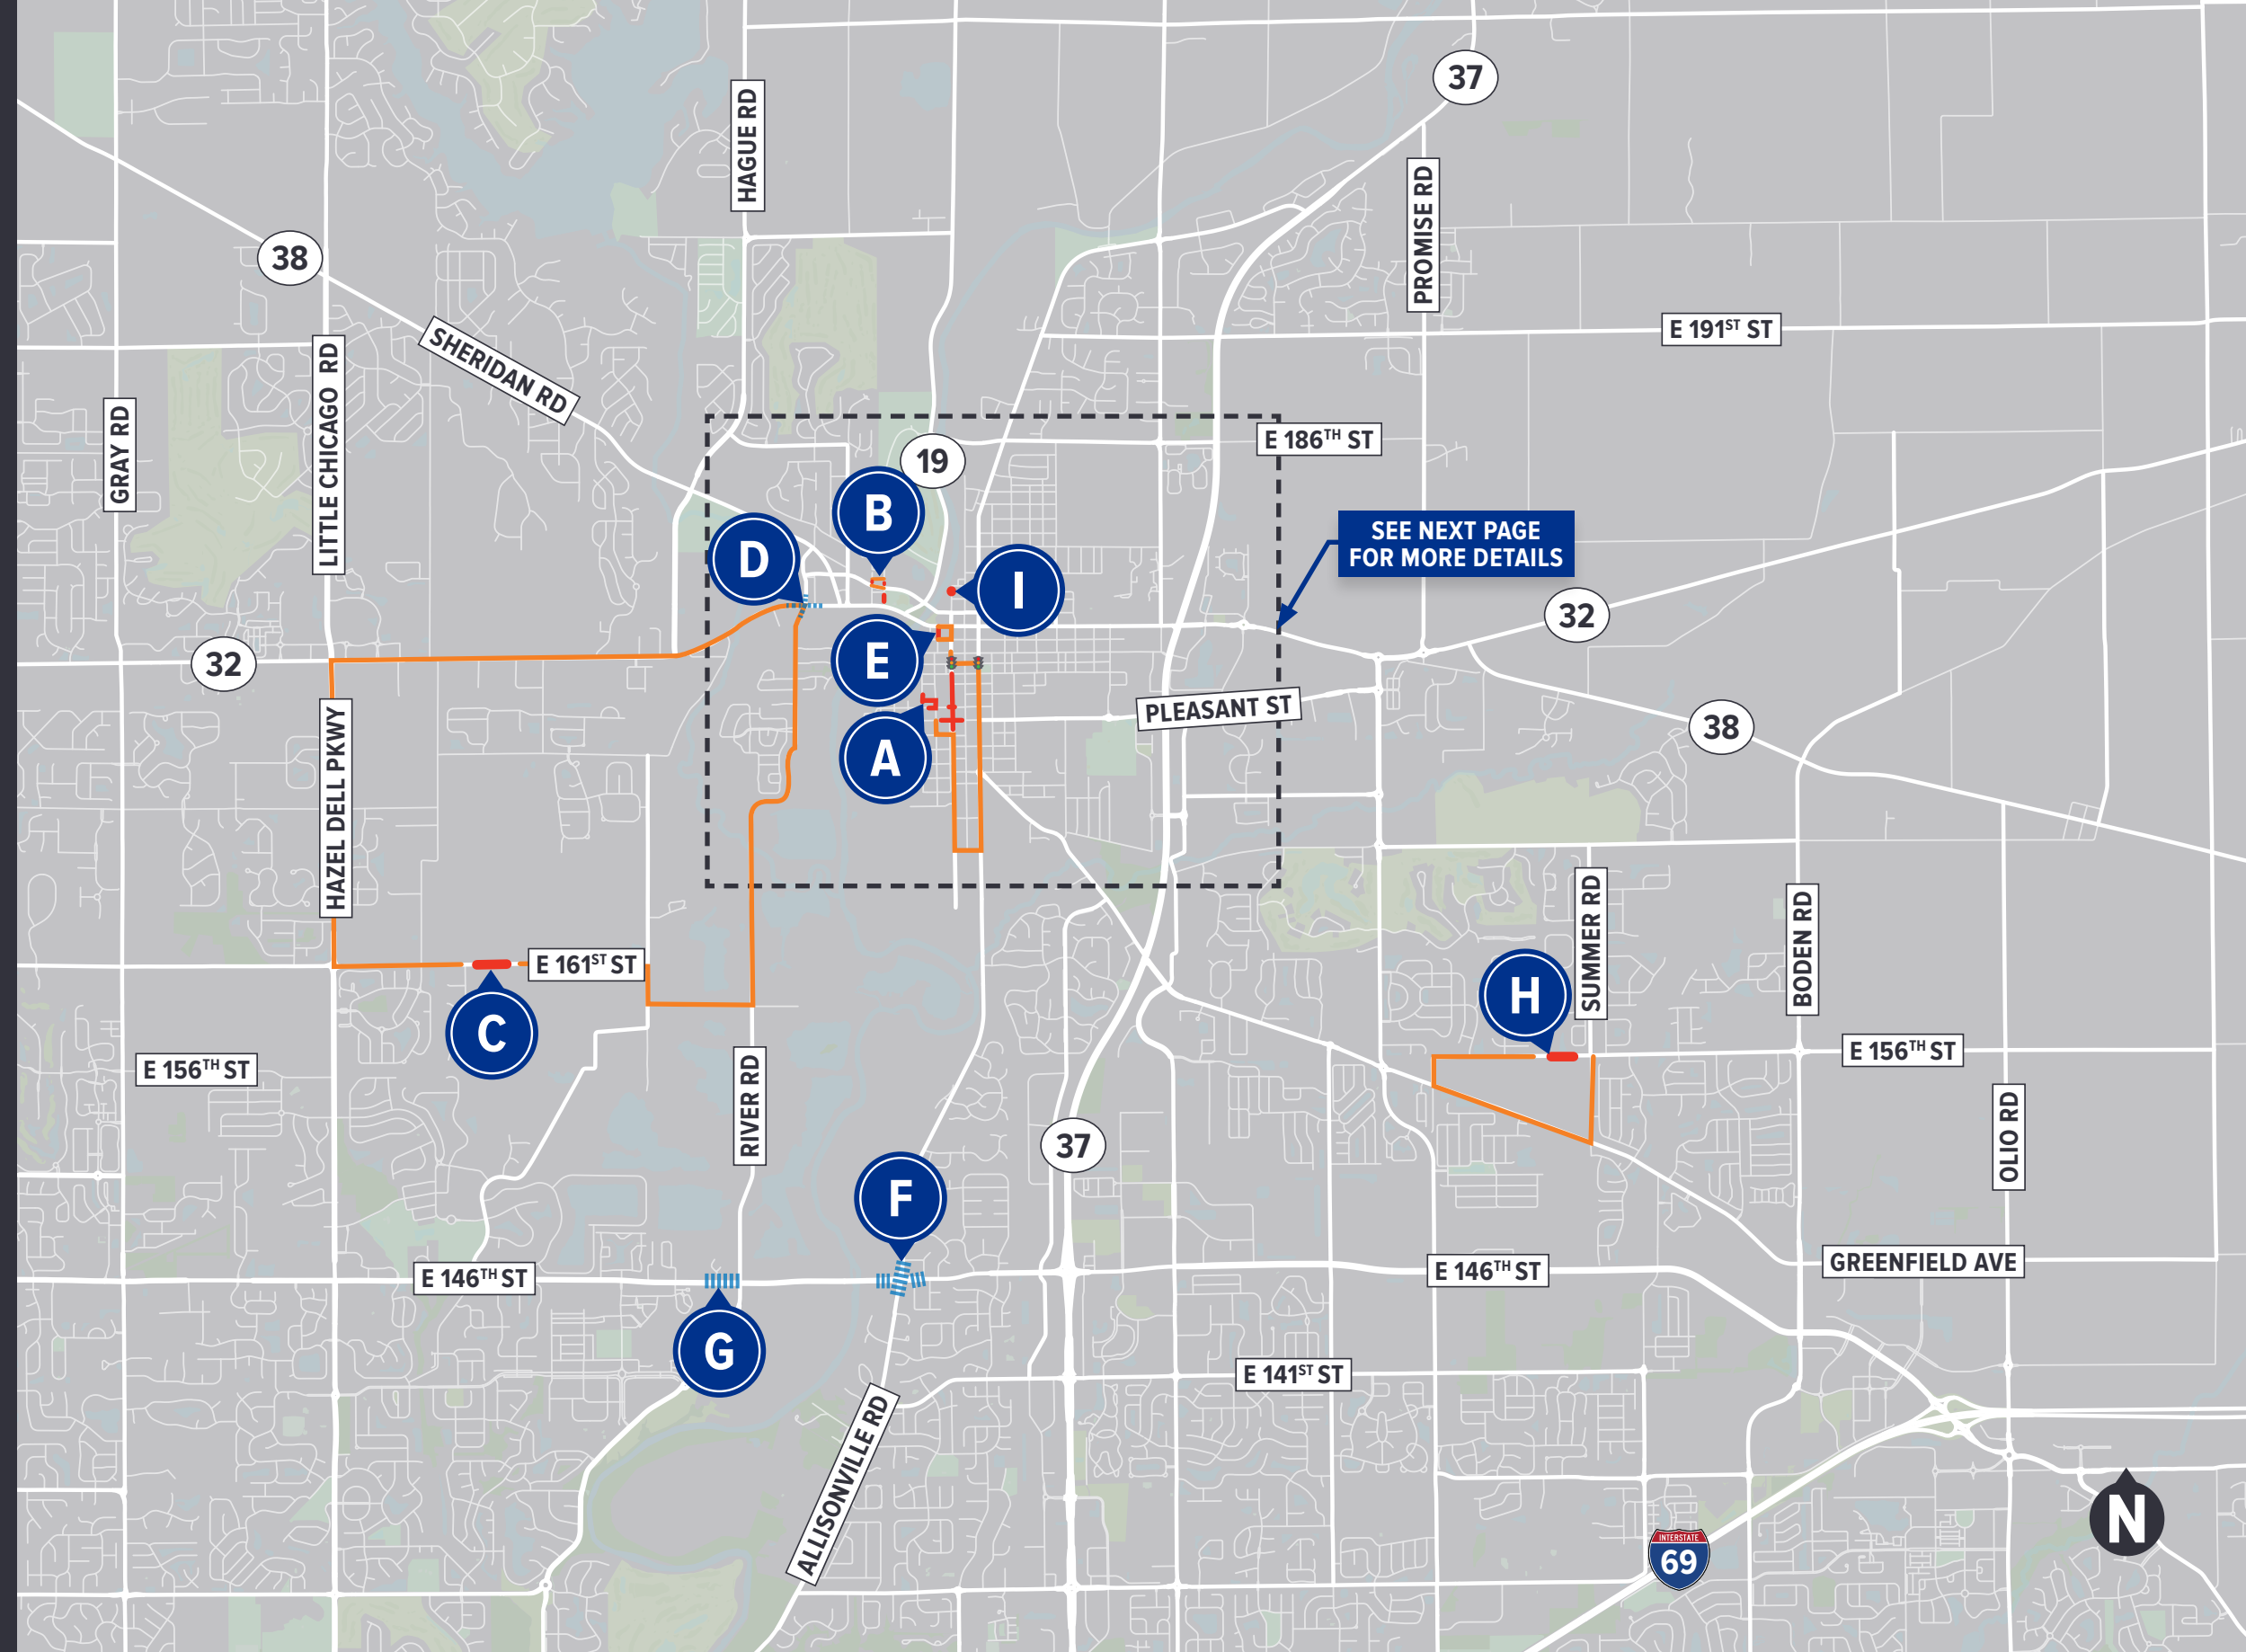 37
HAGUE RD
PROMISE RD
38
E 191ST ST
SHERIDAN RD
LITTLE CHICAGO RD
GRAY RD
E 186TH ST
19
B
D
SEE NEXT PAGE
FOR MORE DETAILS
I
32
E
32
PLEASANT ST
38
A
HAZEL DELL PKWY
SUMMER RD
BODEN RD
E 161ST ST
H
C
E 156TH ST
E 156TH ST
RIVER RD
OLIO RD
37
F
GREENFIELD AVE
E 146TH ST
E 146TH ST
G
E 141ST ST
ALLISONVILLE RD
N
INTERSTATE
69